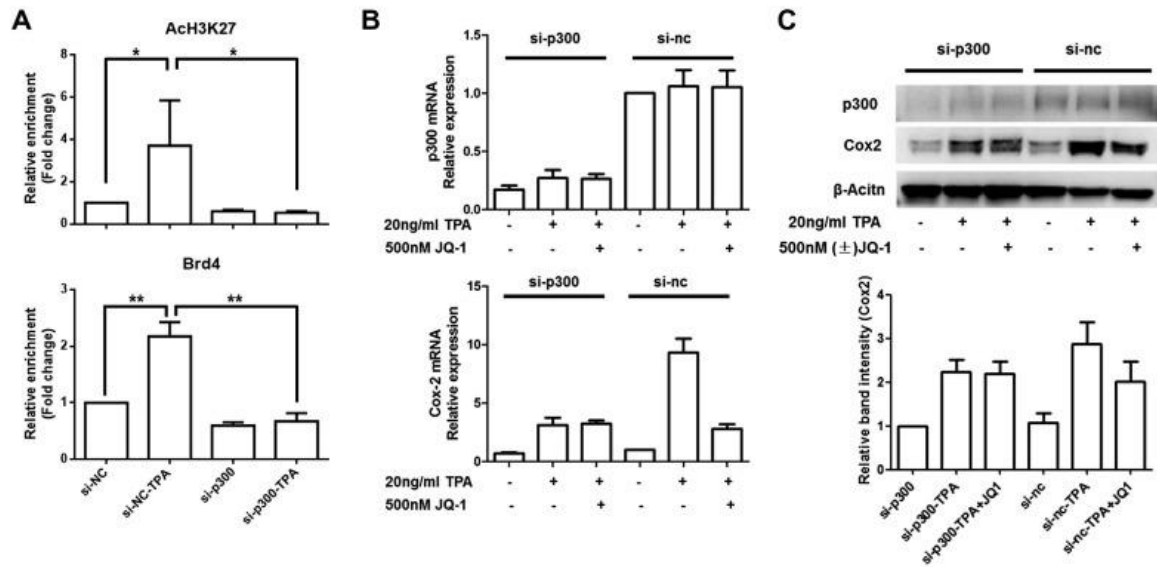 A
AcH3K27
Relative enrichment
(Fold change)
8
6
4
2
0
*
*
Brd4
Relative enrichment
(Fold change)
3
2
1
0
**
**
si-NC
si-NC-TPA
si-p300
si-p300-TPA
B
si-p300
si-nc
p300 mRNA
Relative expression
1.5
1.0
0.5
0.0
20ng/ml TPA - + + - + +
500nM JQ-1 - - + - - +
si-p300
si-nc
Cox-2 mRNA
Relative expression
15
10
5
0
20ng/ml TPA - + + - + +
500nM JQ-1 - - + - - +
C
si-p300
si-nc
p300
Cox2
β-Acitn
20ng/ml TPA - + + - + +
500nM (±)JQ-1 - - + - - +
Relative band intensity (Cox2)
4
3
2
1
0
si-p300
si-p300-TPA
si-p300-TPA+JQ1
si-nc
si-nc-TPA
si-nc-TPA+JQ1